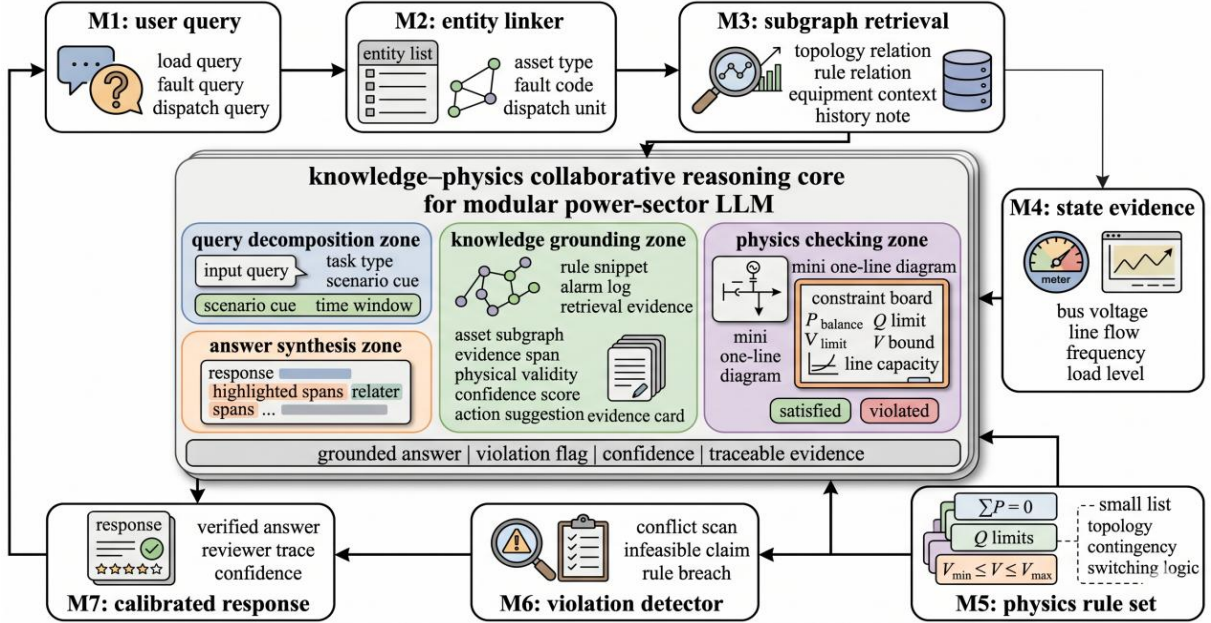 M1: user query
load query
fault query
dispatch query
M2: entity linker
entity list
asset type
fault code
dispatch unit
M3: subgraph retrieval
topology relation
rule relation
equipment context
history note
knowledge–physics collaborative reasoning core
for modular power-sector LLM
query decomposition zone
input query
task type
scenario cue
scenario cue time window
answer synthesis zone
response
highlighted spans relater
spans ...
knowledge grounding zone
rule snippet
alarm log
retrieval evidence
asset subgraph
evidence span
physical validity
confidence score
action suggestion
evidence card
physics checking zone
mini one-line diagram
mini
one-line
diagram
constraint board
P balance Q limit
V limit V bound
line capacity
satisfied violated
grounded answer | violation flag | confidence | traceable evidence
M4: state evidence
meter
bus voltage
line flow
frequency
load level
∑P = 0
Q limits
Vmin ≤ V ≤ Vmax
small list
topology
contingency
switching logic
M5: physics rule set
conflict scan
infeasible claim
rule breach
M6: violation detector
response
verified answer
reviewer trace
confidence
M7: calibrated response